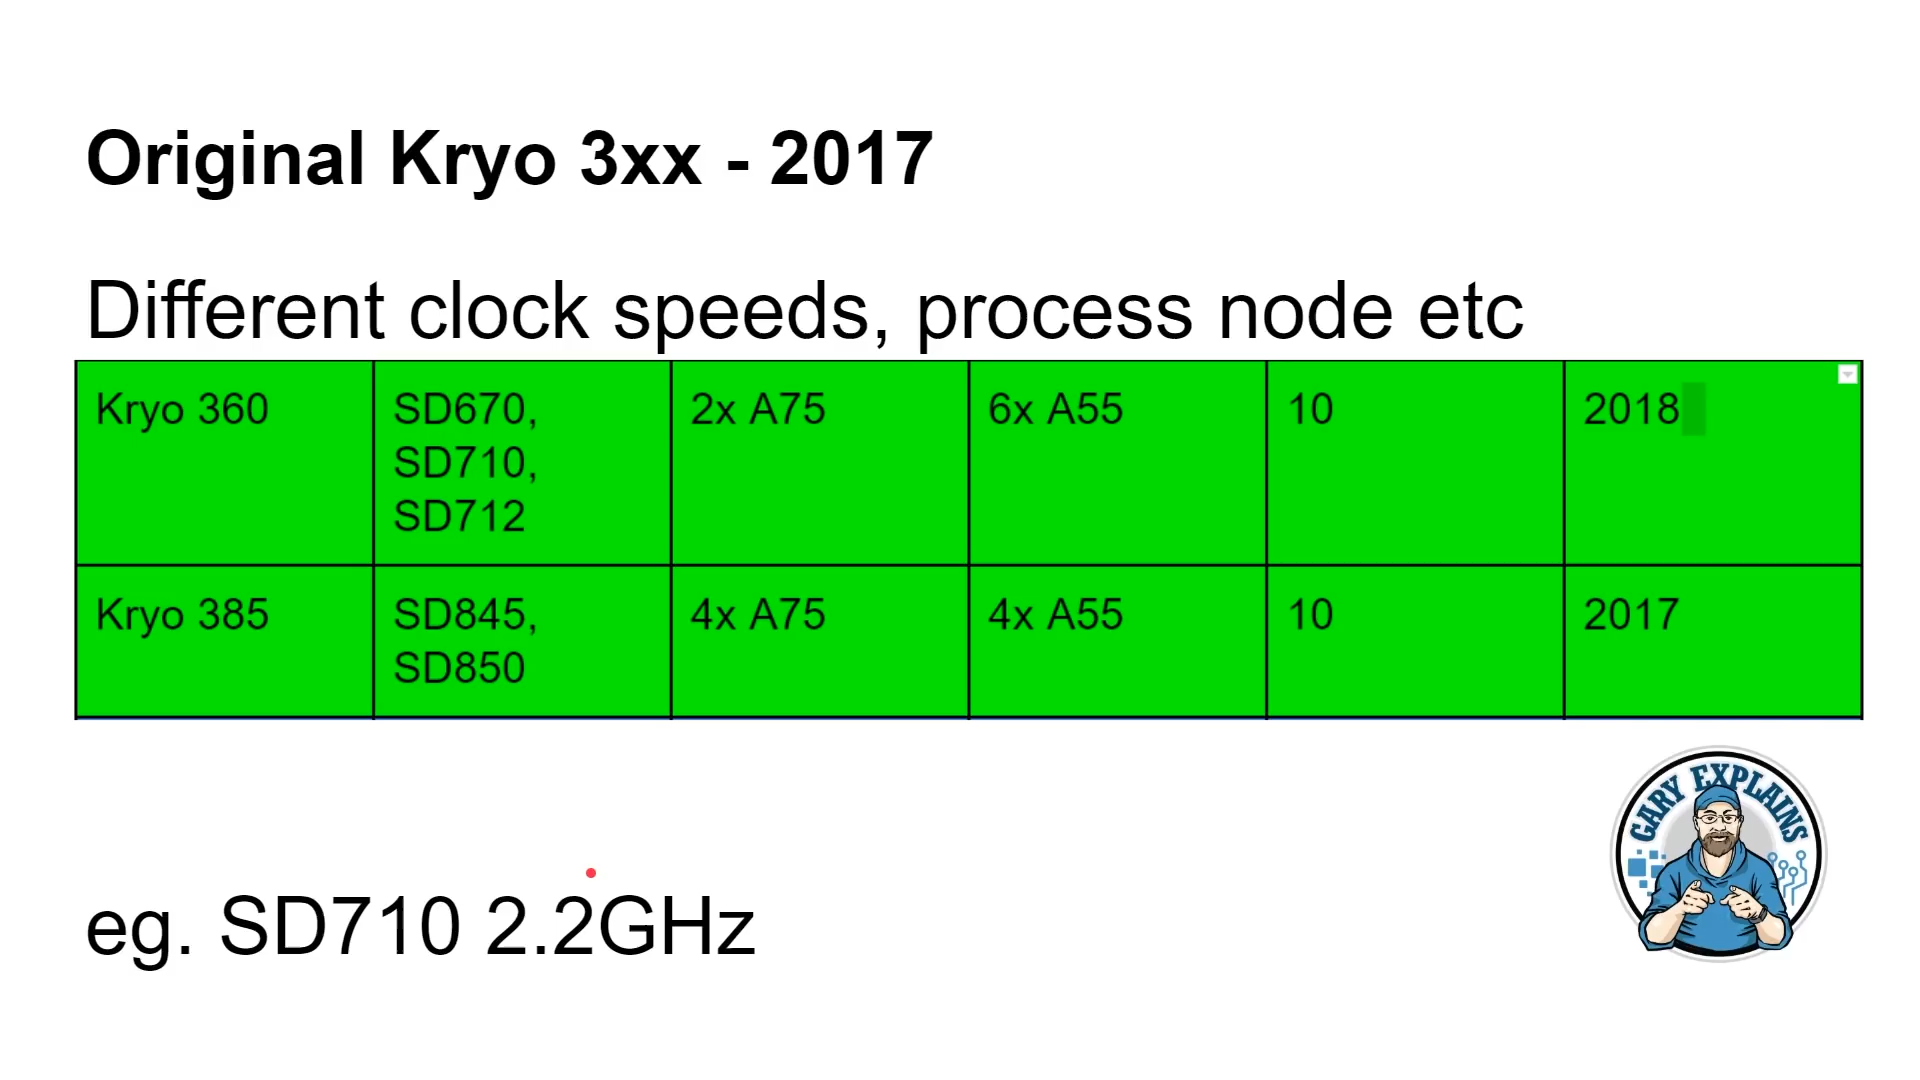 Original Kryo 3xx - 2017
Different clock speeds, process node etc
Kryo 360 SD670, 2x A75 6x A55 10 2018
SD710,
SD712
Kryo 385 SD845, 4x A75 4x A55 10 2017
SD850
GARY EXPLAINS
eg. SD710 2.2GHz